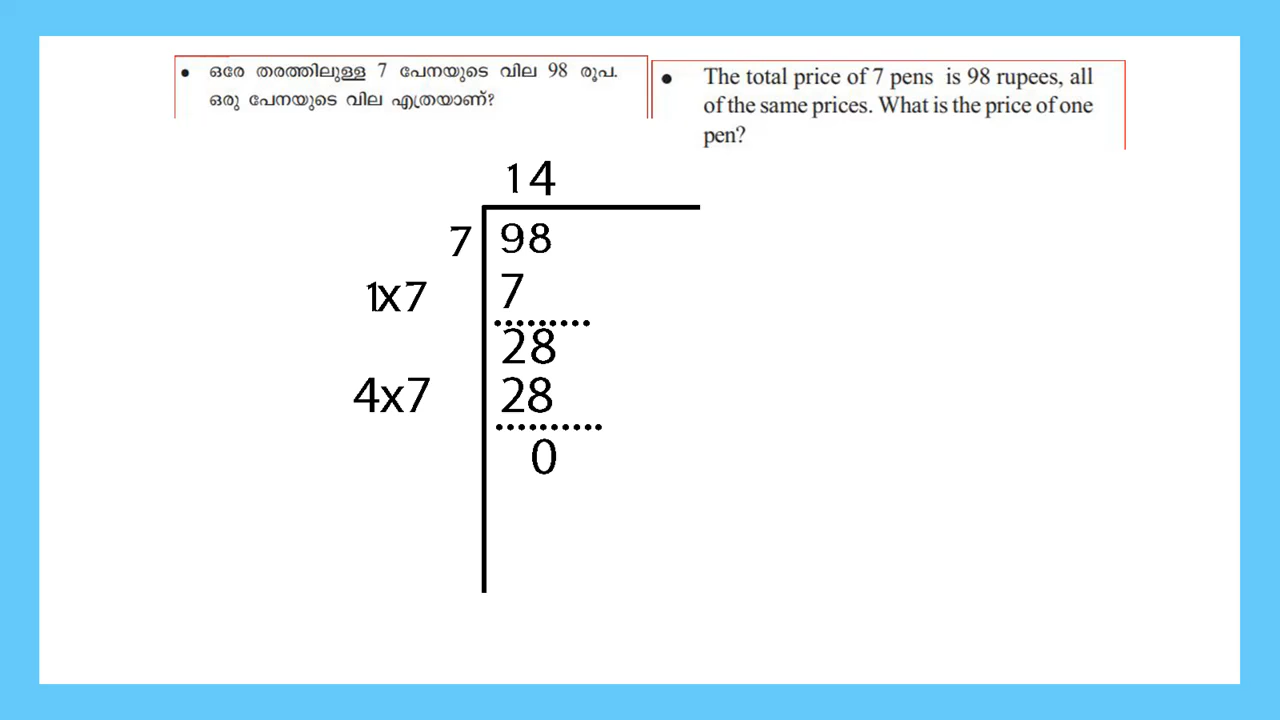 • ഒരേ തരത്തിലുള്ള 7 പേനയുടെ വില 98 രൂപ.
ഒരു പേനയുടെ വില എത്രയാണ്?
• The total price of 7 pens is 98 rupees, all
of the same prices. What is the price of one
pen?
14
7 98
1x7 7
28
4x7 28
0